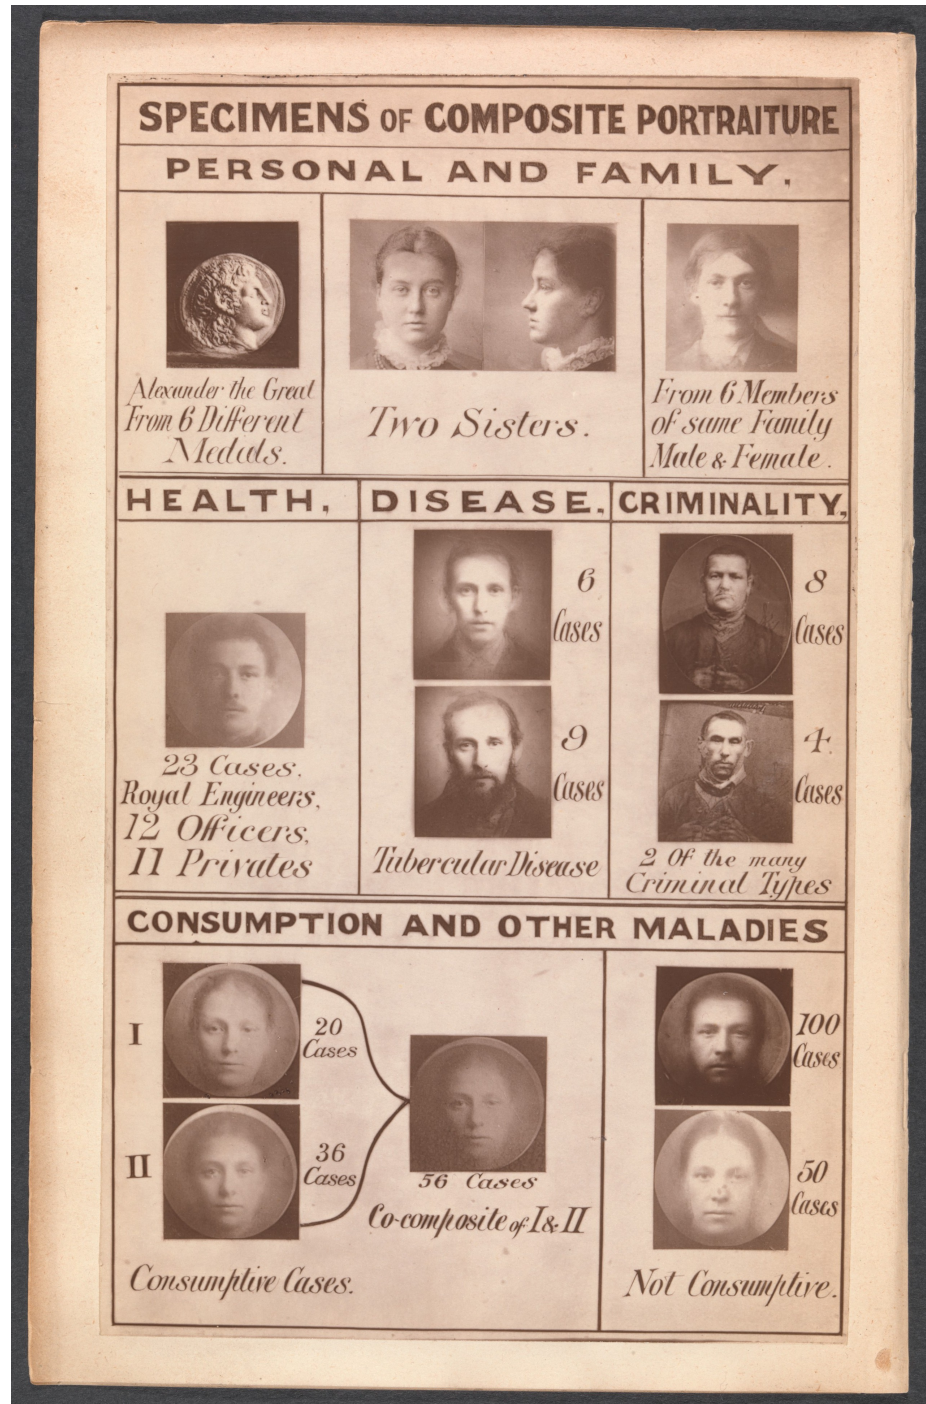 SPECIMENS OF COMPOSITE PORTRAITURE
PERSONAL AND FAMILY.
Alexander the Great
From 6 Different
Medals.
Two Sisters.
From 6 Members
of same Family
Male & Female.
HEALTH.
23 Cases.
Royal Engineers,
12 Officers,
11 Privates
DISEASE.
6
Cases
9
Cases
Tubercular Disease
CRIMINALITY,
8
Cases
4
Cases
2 Of the many
Criminal Types
CONSUMPTION AND OTHER MALADIES
I
20
Cases
II
36
Cases
56 Cases
Co-composite of I & II
Consumptive Cases.
100
Cases
50
Cases
Not Consumptive.